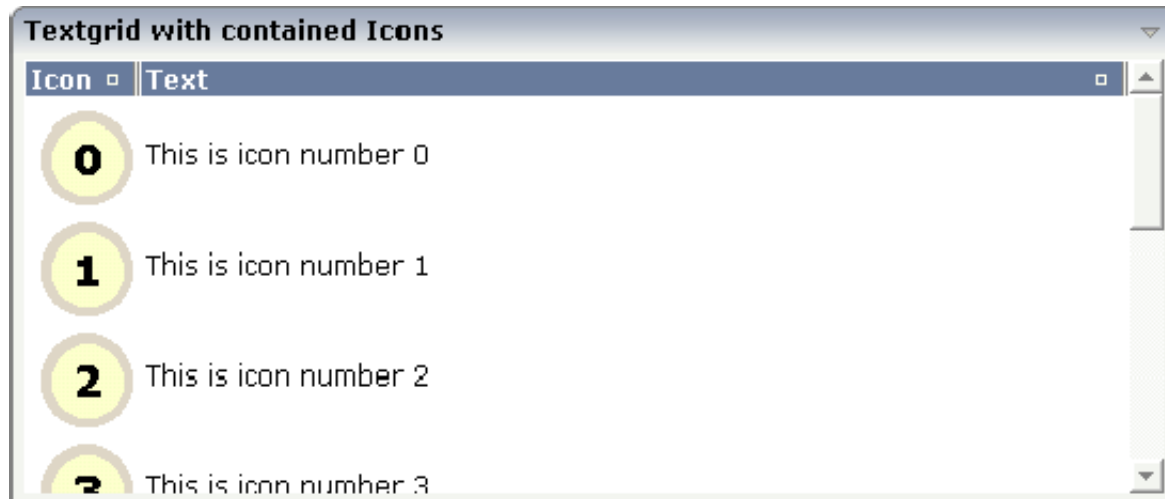 Textgrid with contained Icons
Icon Text
0 This is icon number 0
1 This is icon number 1
2 This is icon number 2
3 This is icon number 3